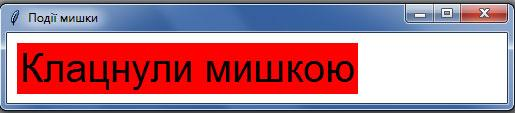 Події мишки
Клацнули мишкою